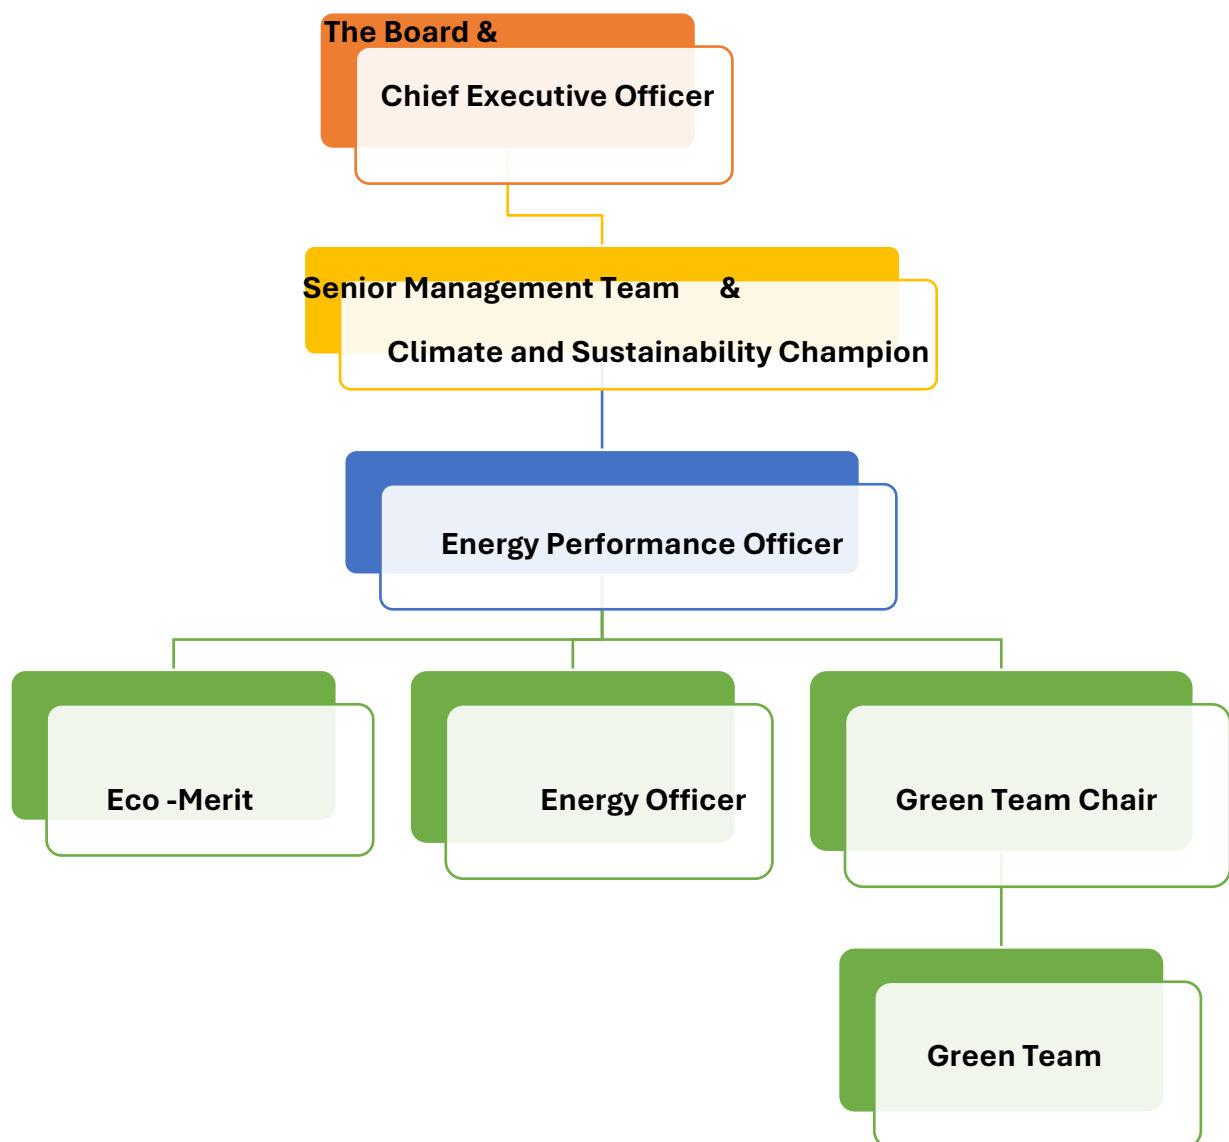 The Board &
Chief Executive Officer
Senior Management Team &
Climate and Sustainability Champion
Energy Performance Officer
Eco -Merit
Energy Officer
Green Team Chair
Green Team